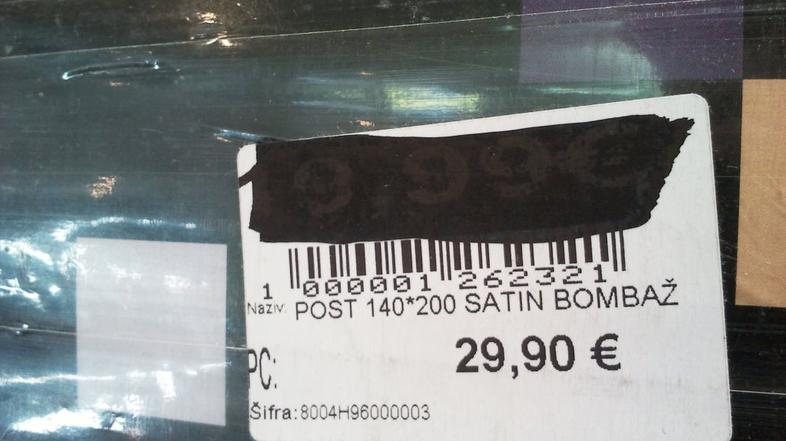 1 000001 262321
Naziv: POST 140*200 SATIN BOMBAŽ
PC: 29,90 €
Šifra:8004H96000003